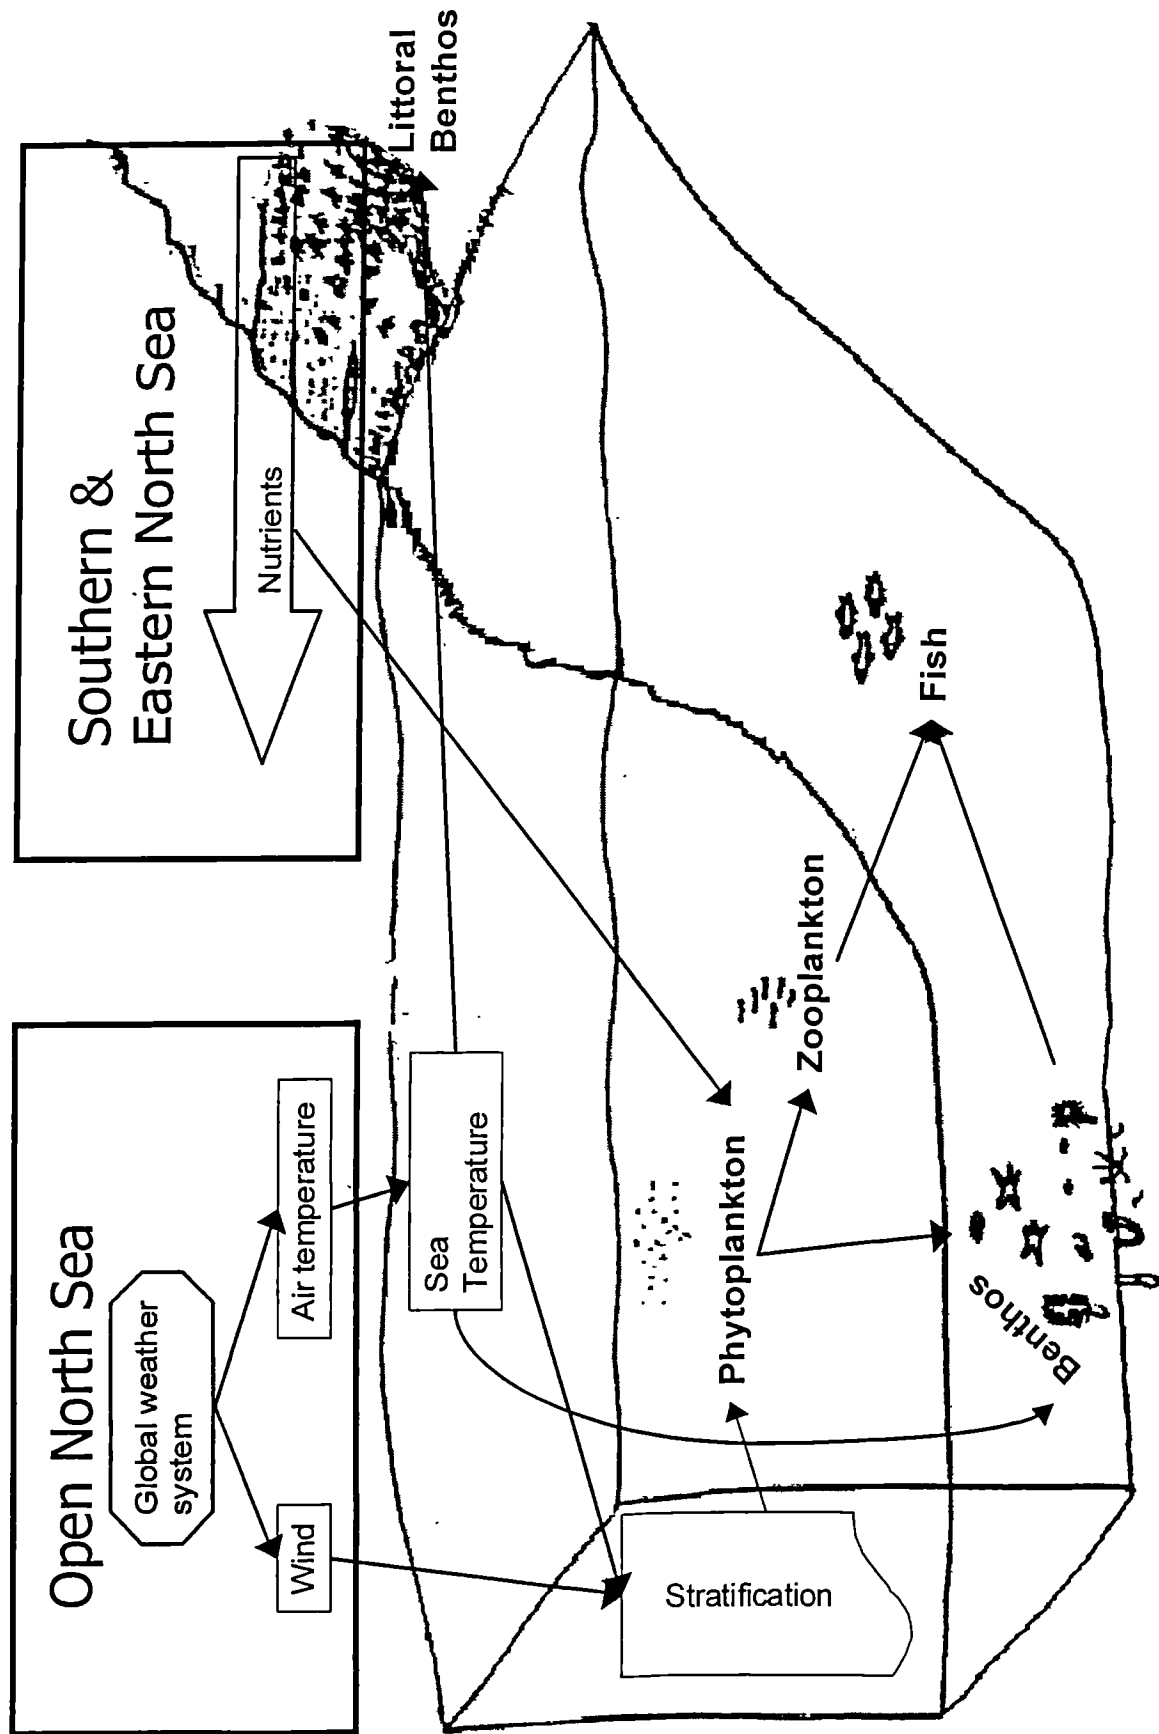 Open North Sea
Global weather
system
Wind
Air temperature
Southern &
Eastern North Sea
Nutrients
Sea
Temperature
Littoral
Benthos
Stratification
Phytoplankton
Zooplankton
Fish
Benthos